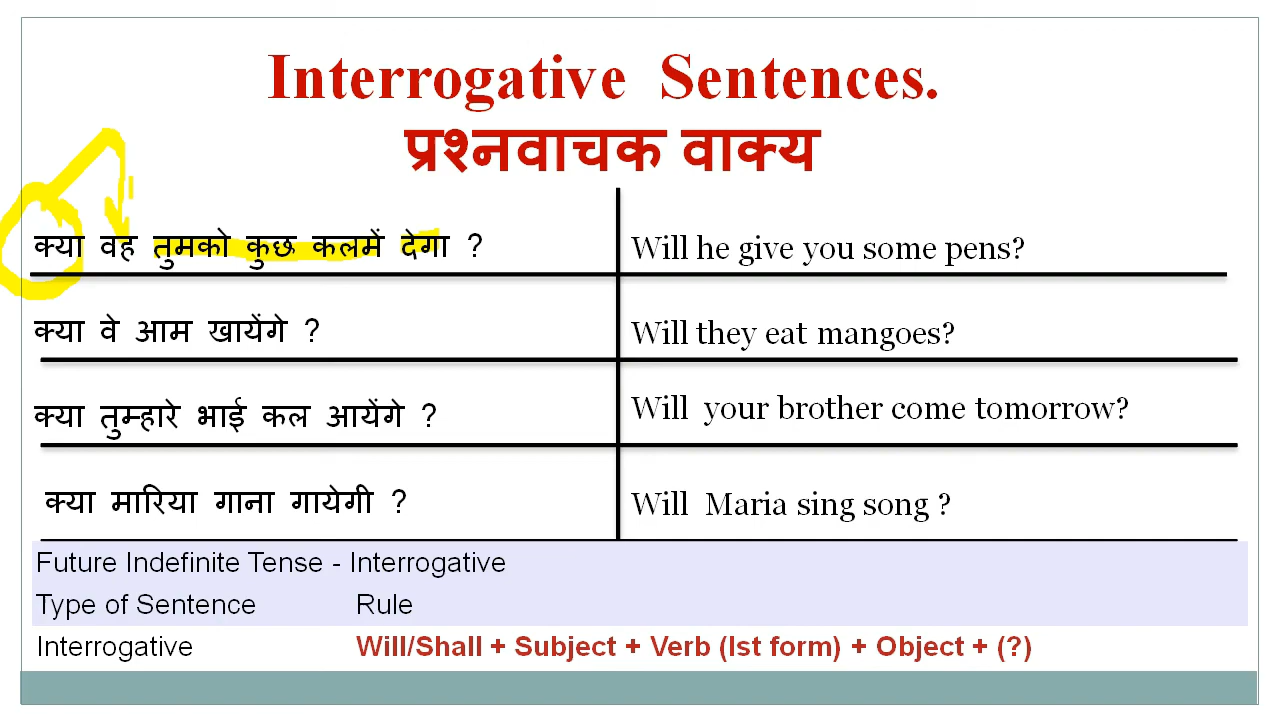 Interrogative Sentences.
प्रश्नवाचक वाक्य
क्या वह तुमको कुछ कलमें देगा ? Will he give you some pens?
क्या वे आम खायेंगे ? Will they eat mangoes?
क्या तुम्हारे भाई कल आयेंगे ? Will your brother come tomorrow?
क्या मारिया गाना गायेगी ? Will Maria sing song ?
Future Indefinite Tense - Interrogative
Type of Sentence Rule
Interrogative Will/Shall + Subject + Verb (Ist form) + Object + (?)